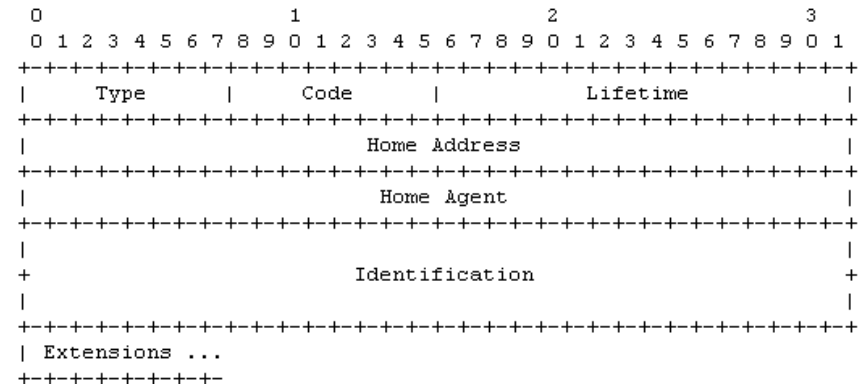 0                   1                   2                   3
 0 1 2 3 4 5 6 7 8 9 0 1 2 3 4 5 6 7 8 9 0 1 2 3 4 5 6 7 8 9 0 1
+-+-+-+-+-+-+-+-+-+-+-+-+-+-+-+-+-+-+-+-+-+-+-+-+-+-+-+-+-+-+-+-+
|     Type      |     Code      |           Lifetime            |
+-+-+-+-+-+-+-+-+-+-+-+-+-+-+-+-+-+-+-+-+-+-+-+-+-+-+-+-+-+-+-+-+
|                          Home Address                         |
+-+-+-+-+-+-+-+-+-+-+-+-+-+-+-+-+-+-+-+-+-+-+-+-+-+-+-+-+-+-+-+-+
|                           Home Agent                          |
+-+-+-+-+-+-+-+-+-+-+-+-+-+-+-+-+-+-+-+-+-+-+-+-+-+-+-+-+-+-+-+-+
|                                                               |
+                         Identification                        +
|                                                               |
+-+-+-+-+-+-+-+-+-+-+-+-+-+-+-+-+-+-+-+-+-+-+-+-+-+-+-+-+-+-+-+-+
| Extensions ...
+-+-+-+-+-+-+-+-